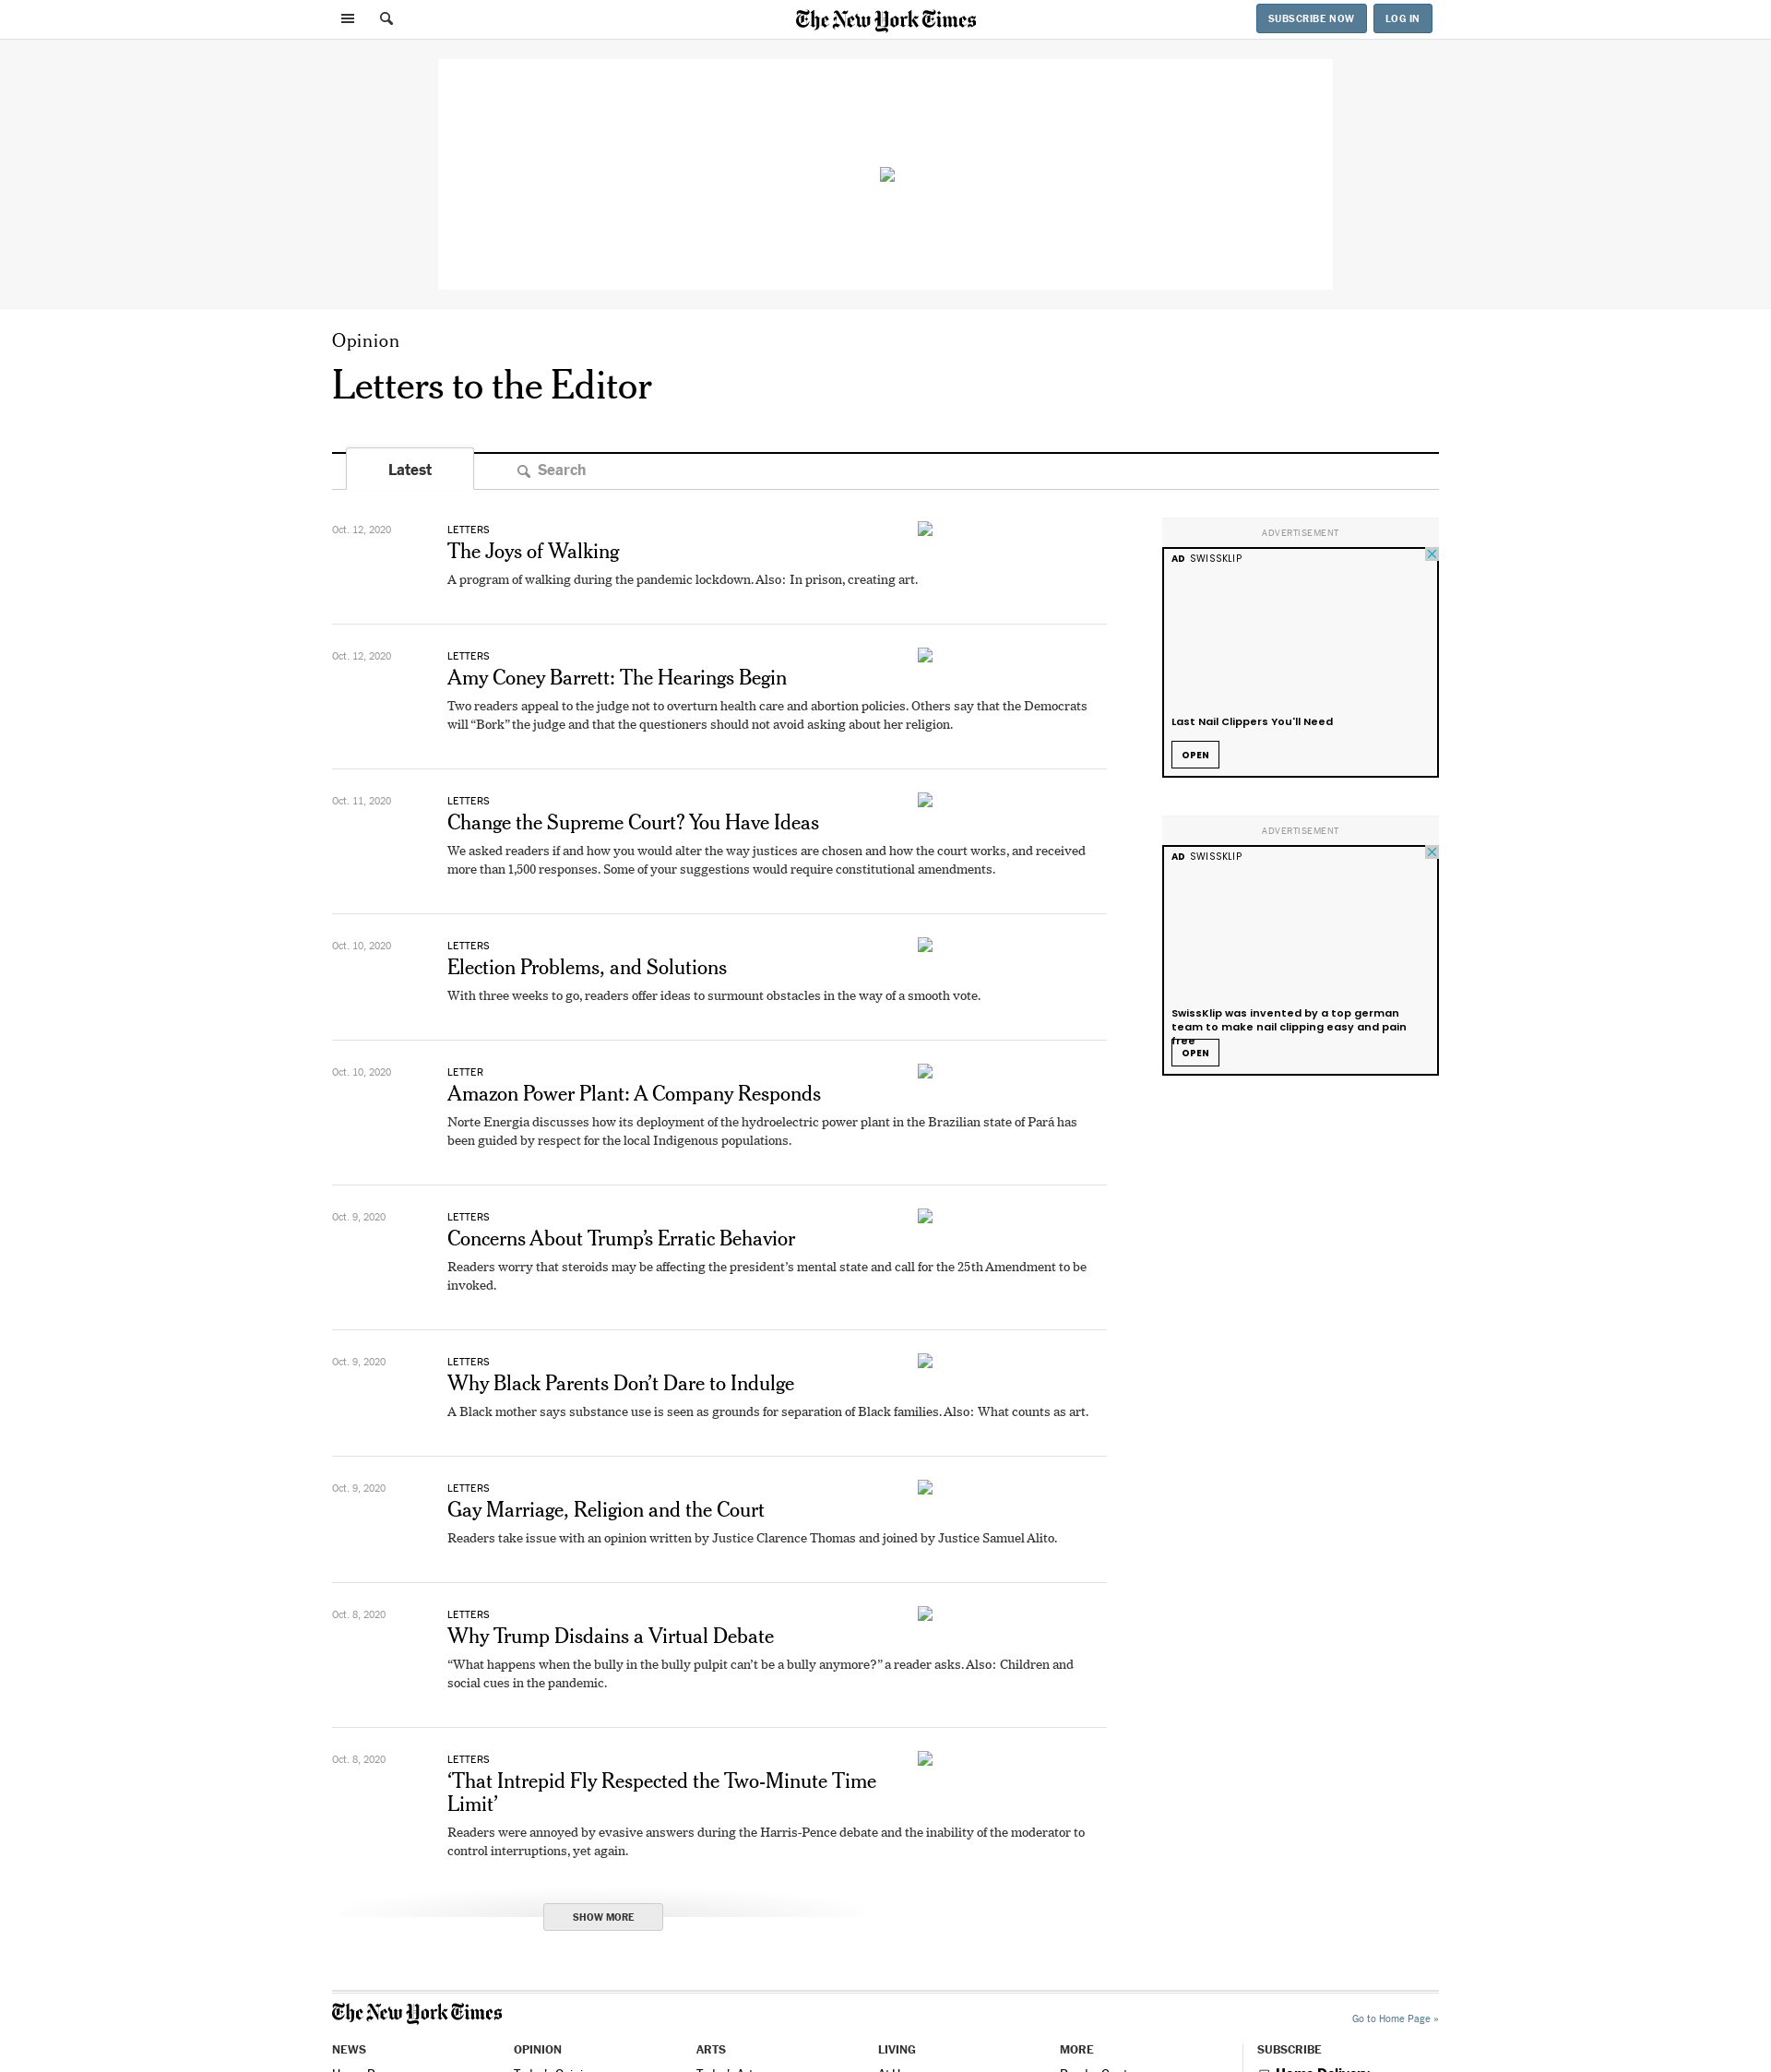 The New York Times
SUBSCRIBE NOW
LOG IN
Opinion
Letters to the Editor
Latest
Search
Oct. 12, 2020
LETTERS
The Joys of Walking
A program of walking during the pandemic lockdown. Also: In prison, creating art.
Oct. 12, 2020
LETTERS
Amy Coney Barrett: The Hearings Begin
Two readers appeal to the judge not to overturn health care and abortion policies. Others say that the Democrats
will “Bork” the judge and that the questioners should not avoid asking about her religion.
Oct. 11, 2020
LETTERS
Change the Supreme Court? You Have Ideas
We asked readers if and how you would alter the way justices are chosen and how the court works, and received
more than 1,500 responses. Some of your suggestions would require constitutional amendments.
Oct. 10, 2020
LETTERS
Election Problems, and Solutions
With three weeks to go, readers offer ideas to surmount obstacles in the way of a smooth vote.
Oct. 10, 2020
LETTER
Amazon Power Plant: A Company Responds
Norte Energia discusses how its deployment of the hydroelectric power plant in the Brazilian state of Pará has
been guided by respect for the local Indigenous populations.
Oct. 9, 2020
LETTERS
Concerns About Trump’s Erratic Behavior
Readers worry that steroids may be affecting the president’s mental state and call for the 25th Amendment to be
invoked.
Oct. 9, 2020
LETTERS
Why Black Parents Don’t Dare to Indulge
A Black mother says substance use is seen as grounds for separation of Black families. Also: What counts as art.
Oct. 9, 2020
LETTERS
Gay Marriage, Religion and the Court
Readers take issue with an opinion written by Justice Clarence Thomas and joined by Justice Samuel Alito.
Oct. 8, 2020
LETTERS
Why Trump Disdains a Virtual Debate
“What happens when the bully in the bully pulpit can’t be a bully anymore?” a reader asks. Also: Children and
social cues in the pandemic.
Oct. 8, 2020
LETTERS
‘That Intrepid Fly Respected the Two-Minute Time
Limit’
Readers were annoyed by evasive answers during the Harris-Pence debate and the inability of the moderator to
control interruptions, yet again.
SHOW MORE
ADVERTISEMENT
AD SWISSKLIP
Last Nail Clippers You'll Need
OPEN
ADVERTISEMENT
AD SWISSKLIP
SwissKlip was invented by a top german
team to make nail clipping easy and pain
free
OPEN
The New York Times
Go to Home Page »
NEWS
OPINION
ARTS
LIVING
MORE
SUBSCRIBE